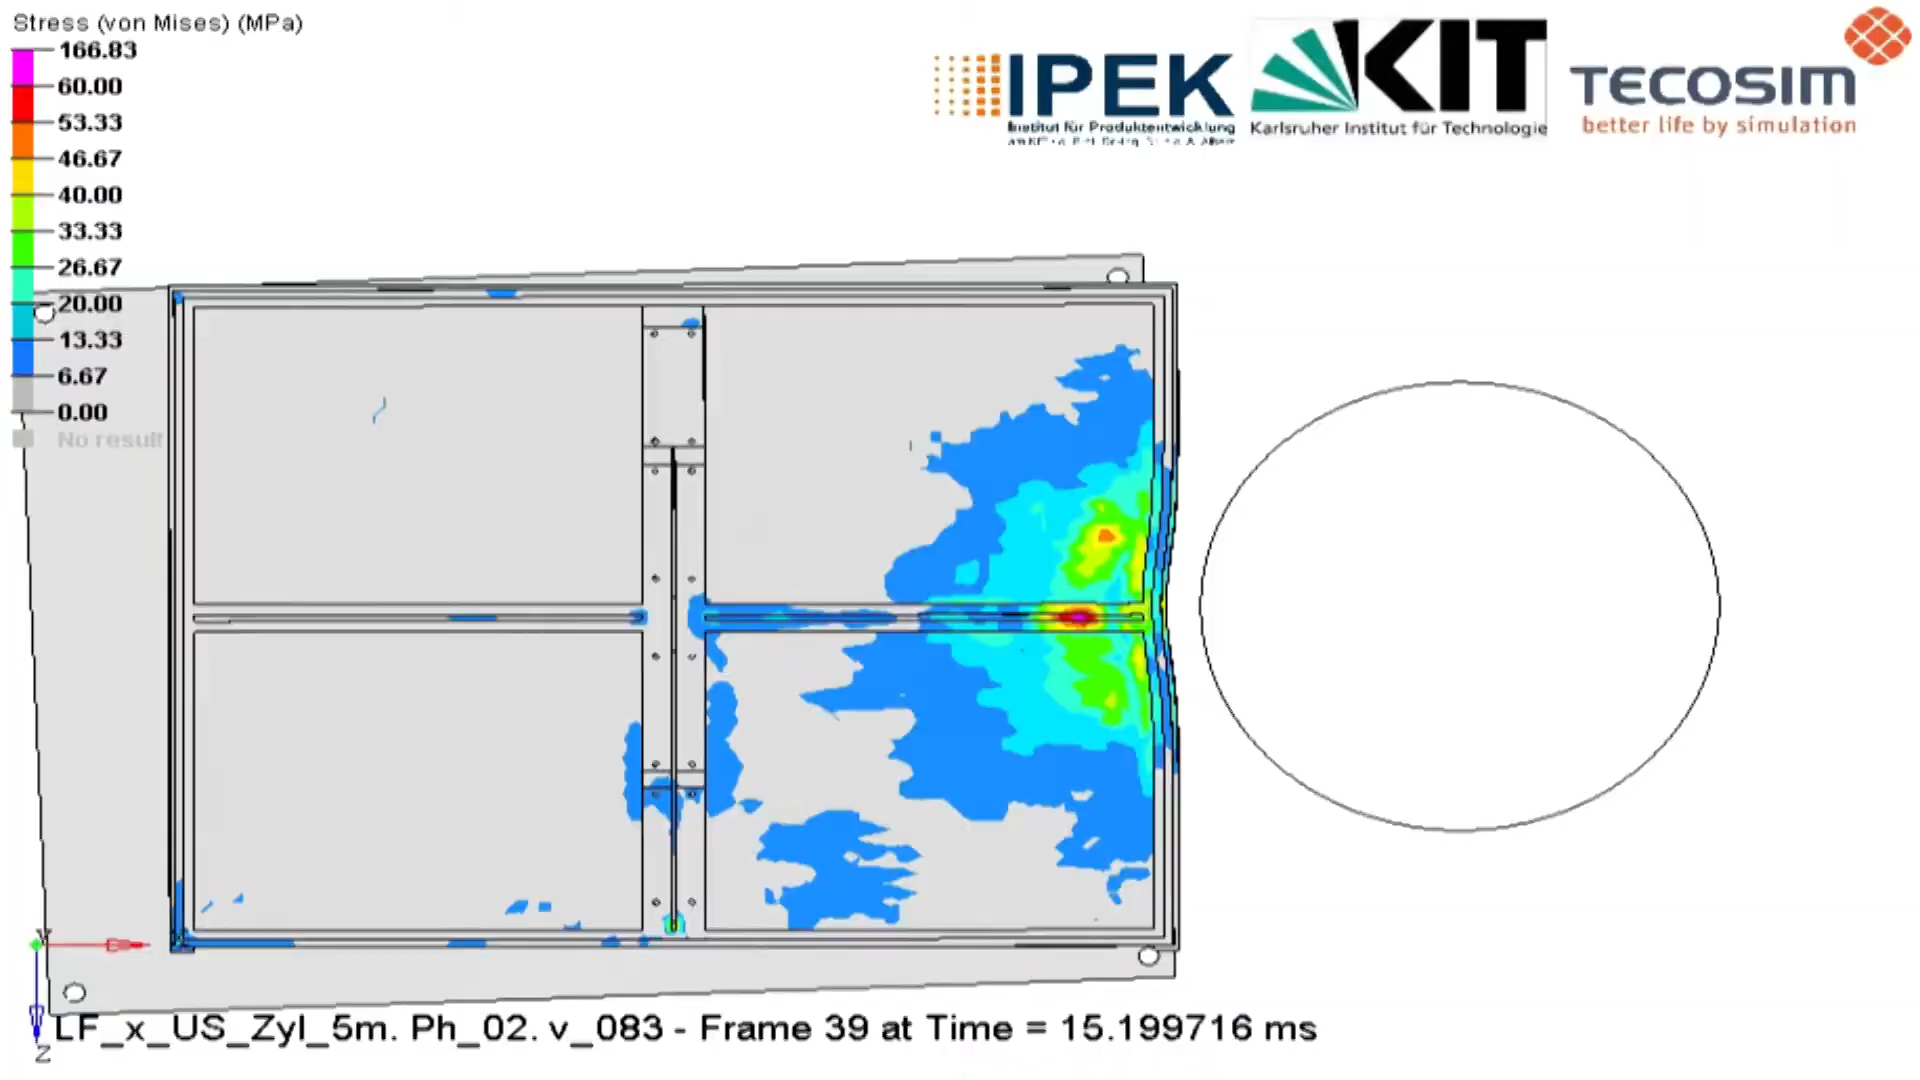 Stress (von Mises) (MPa)
166.83
60.00
53.33
46.67
40.00
33.33
26.67
20.00
13.33
6.67
0.00
No result
IPEK
Institut für Produktentwicklung
KIT
Karlsruher Institut für Technologie
TECOSIM
better life by simulation
Y
Z
LF_x_US_Zyl_5m. Ph_02. v_083 - Frame 39 at Time = 15.199716 ms